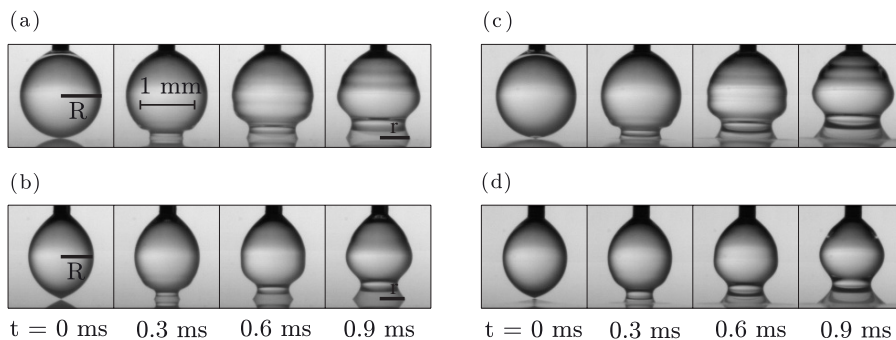 (a)
(c)
1 mm
R
r
(b)
(d)
R
r
t = 0 ms 0.3 ms 0.6 ms 0.9 ms t = 0 ms 0.3 ms 0.6 ms 0.9 ms